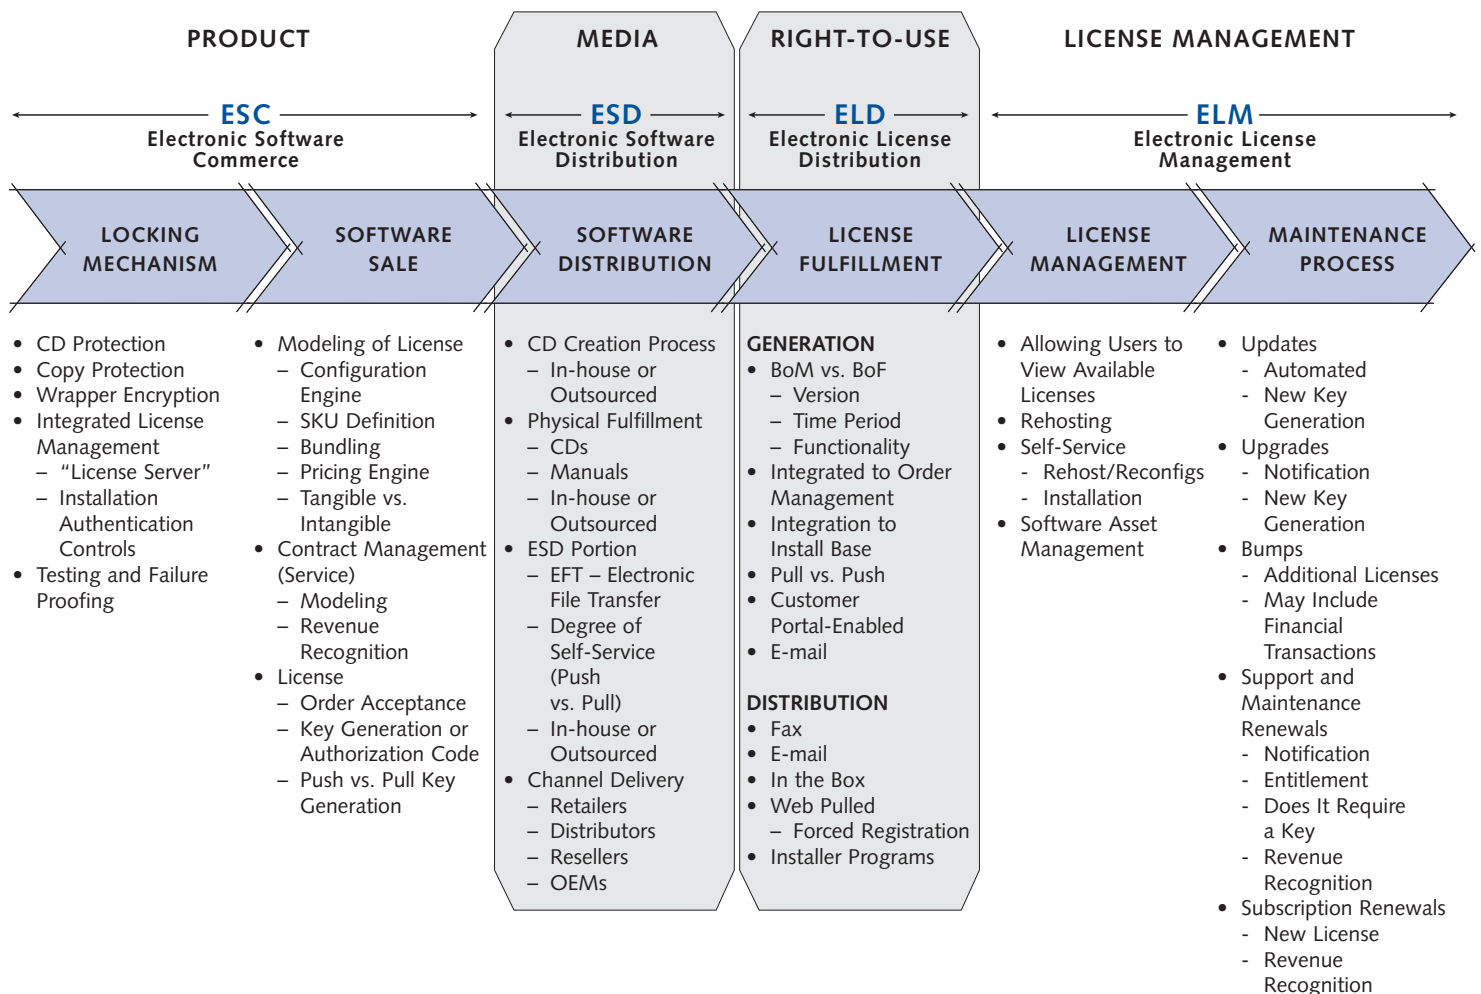 PRODUCT
MEDIA
RIGHT-TO-USE
LICENSE MANAGEMENT
ESC
Electronic Software
Commerce
ESD
Electronic Software
Distribution
ELD
Electronic License
Distribution
ELM
Electronic License
Management
LOCKING
MECHANISM
SOFTWARE
SALE
SOFTWARE
DISTRIBUTION
LICENSE
FULFILLMENT
LICENSE
MANAGEMENT
MAINTENANCE
PROCESS
• CD Protection
• Copy Protection
• Wrapper Encryption
• Integrated License
Management
– “License Server”
– Installation
Authentication
Controls
• Testing and Failure
Proofing
• Modeling of License
– Configuration
Engine
– SKU Definition
– Bundling
– Pricing Engine
– Tangible vs.
Intangible
• Contract Management
(Service)
– Modeling
– Revenue
Recognition
• License
– Order Acceptance
– Key Generation or
Authorization Code
– Push vs. Pull Key
Generation
• CD Creation Process
– In-house or
Outsourced
• Physical Fulfillment
– CDs
– Manuals
– In-house or
Outsourced
• ESD Portion
– EFT – Electronic
File Transfer
– Degree of
Self-Service
(Push
vs. Pull)
– In-house or
Outsourced
• Channel Delivery
– Retailers
– Distributors
– Resellers
– OEMs
GENERATION
• BoM vs. BoF
– Version
– Time Period
– Functionality
• Integrated to Order
Management
• Integration to
Install Base
• Pull vs. Push
• Customer
Portal-Enabled
• E-mail
DISTRIBUTION
• Fax
• E-mail
• In the Box
• Web Pulled
– Forced Registration
• Installer Programs
• Allowing Users to
View Available
Licenses
• Rehosting
• Self-Service
- Rehost/Reconfigs
- Installation
• Software Asset
Management
• Updates
- Automated
- New Key
Generation
• Upgrades
- Notification
- New Key
Generation
• Bumps
- Additional Licenses
- May Include
Financial
Transactions
• Support and
Maintenance
Renewals
- Notification
- Entitlement
- Does It Require
a Key
- Revenue
Recognition
• Subscription Renewals
- New License
- Revenue
Recognition